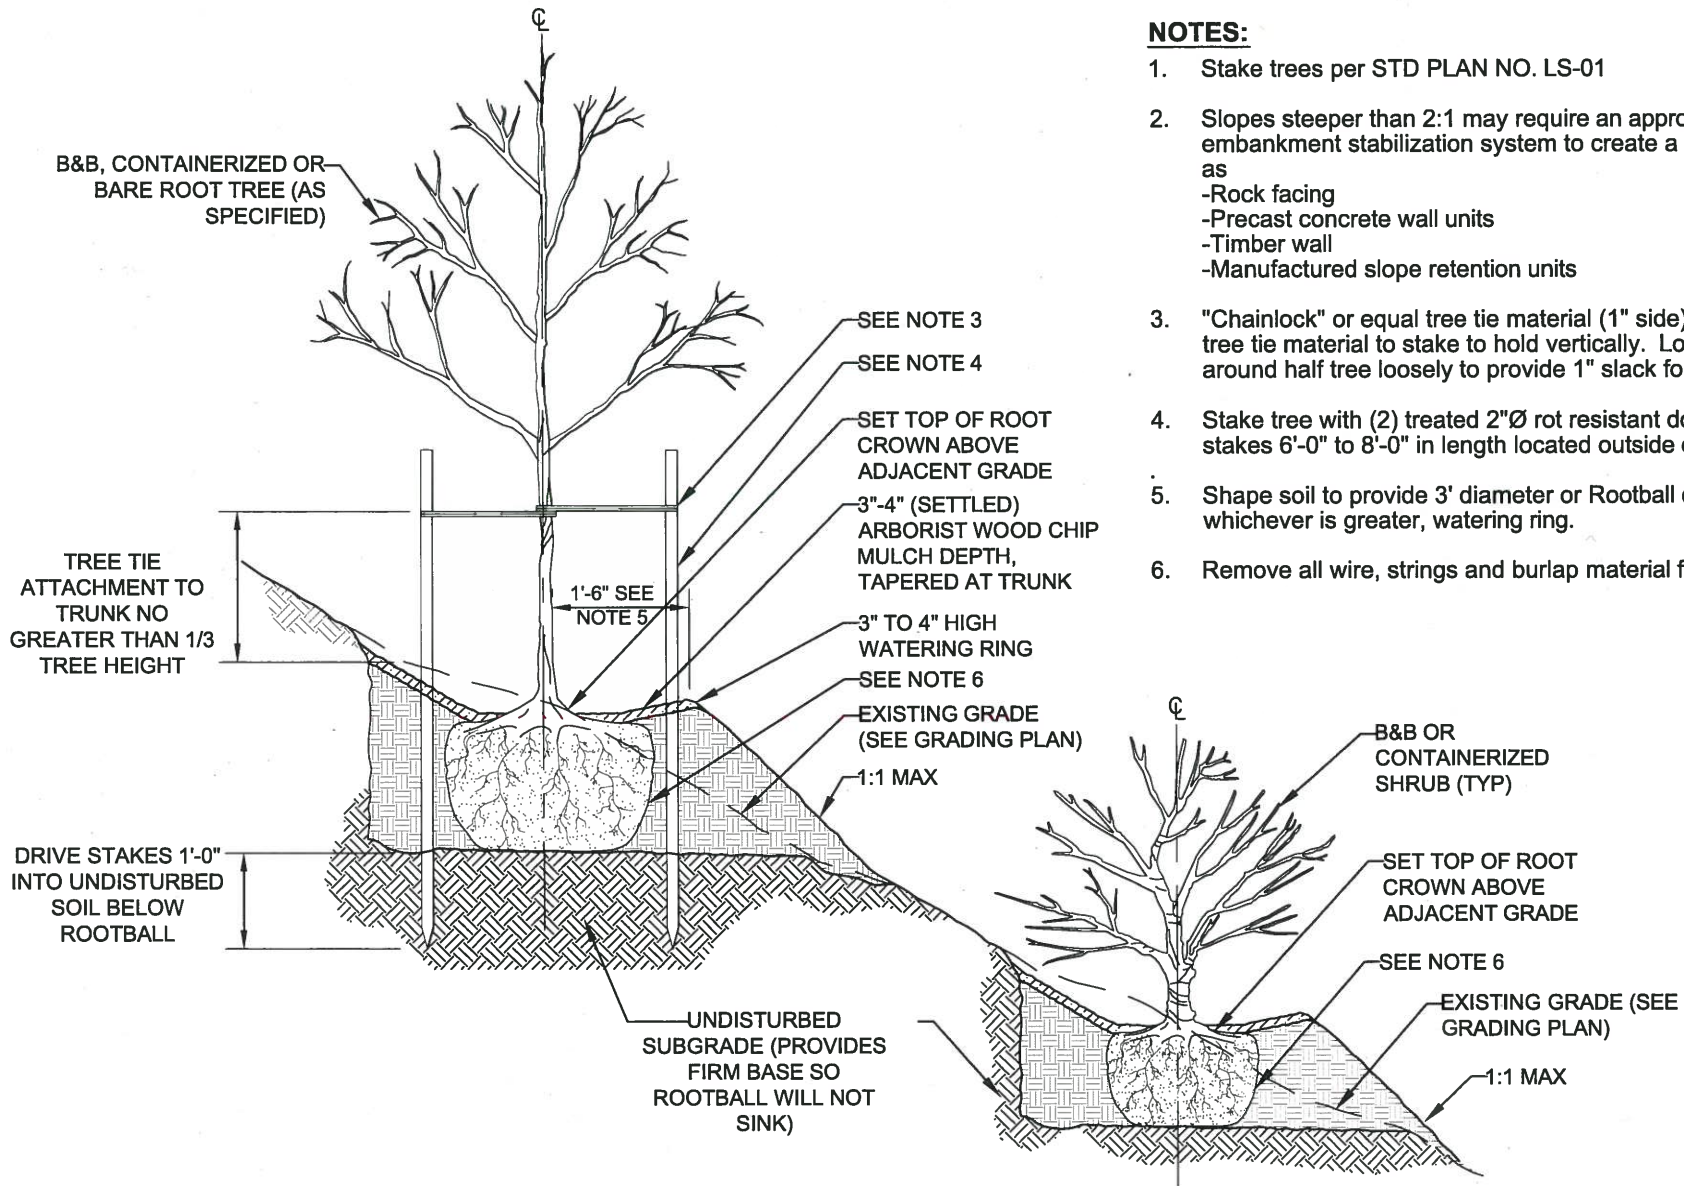 ℄
B&B, CONTAINERIZED OR
BARE ROOT TREE (AS
SPECIFIED)
TREE TIE
ATTACHMENT TO
TRUNK NO
GREATER THAN 1/3
TREE HEIGHT
DRIVE STAKES 1'-0"
INTO UNDISTURBED
SOIL BELOW
ROOTBALL
1'-6" SEE
NOTE 5
SEE NOTE 3
SEE NOTE 4
SET TOP OF ROOT
CROWN ABOVE
ADJACENT GRADE
3"-4" (SETTLED)
ARBORIST WOOD CHIP
MULCH DEPTH,
TAPERED AT TRUNK
3" TO 4" HIGH
WATERING RING
SEE NOTE 6
EXISTING GRADE
(SEE GRADING PLAN)
1:1 MAX
UNDISTURBED
SUBGRADE (PROVIDES
FIRM BASE SO
ROOTBALL WILL NOT
SINK)
NOTES:
1. Stake trees per STD PLAN NO. LS-01
2. Slopes steeper than 2:1 may require an appro
embankment stabilization system to create a
as
-Rock facing
-Precast concrete wall units
-Timber wall
-Manufactured slope retention units
3. "Chainlock" or equal tree tie material (1" side)
tree tie material to stake to hold vertically. Lo
around half tree loosely to provide 1" slack fo
4. Stake tree with (2) treated 2"Ø rot resistant do
stakes 6'-0" to 8'-0" in length located outside
5. Shape soil to provide 3' diameter or Rootball
whichever is greater, watering ring.
6. Remove all wire, strings and burlap material f
℄
B&B OR
CONTAINERIZED
SHRUB (TYP)
SET TOP OF ROOT
CROWN ABOVE
ADJACENT GRADE
SEE NOTE 6
EXISTING GRADE (SEE
GRADING PLAN)
1:1 MAX